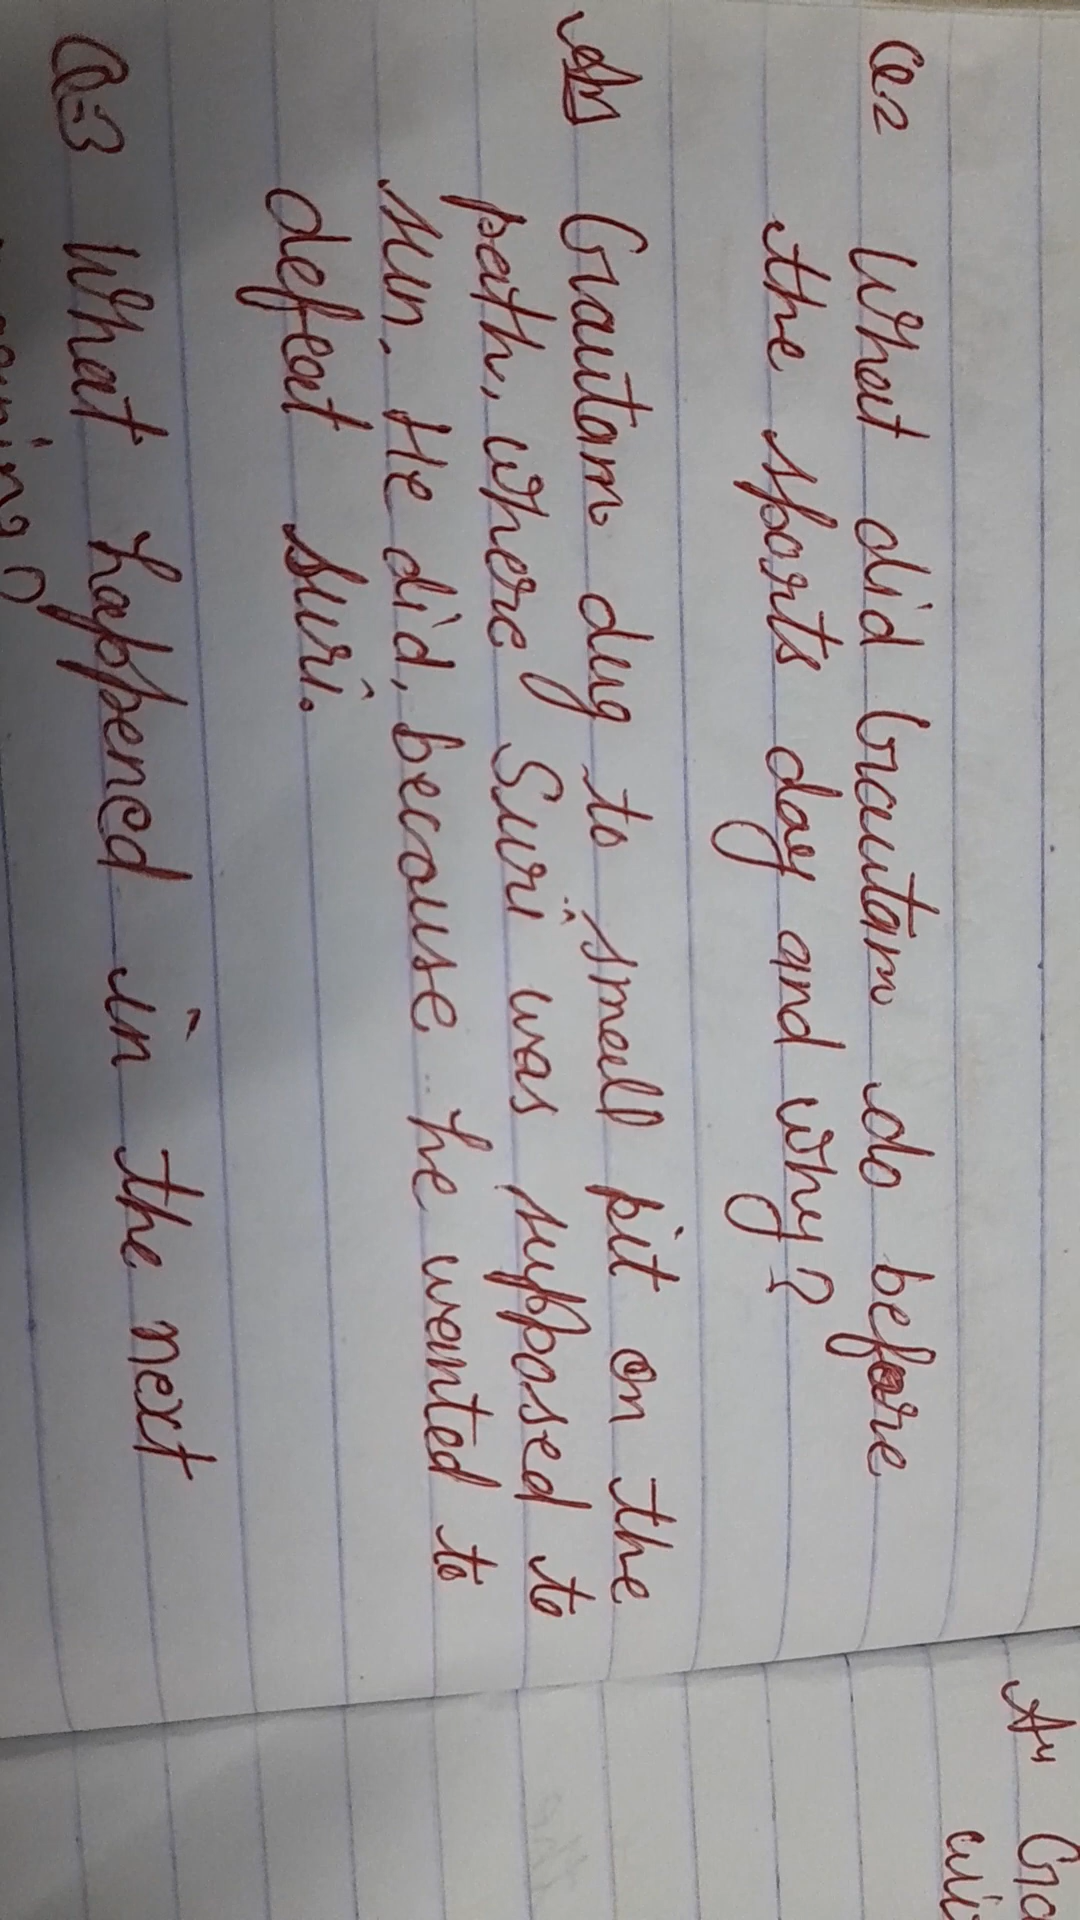 Q2 What did Gautam do before
the sports day and why?
Ans Gautam dug to small pit on the
path, where Suri was supposed to
run. He did, because he wanted to
defeat suri.
Q-3 What happened in the next